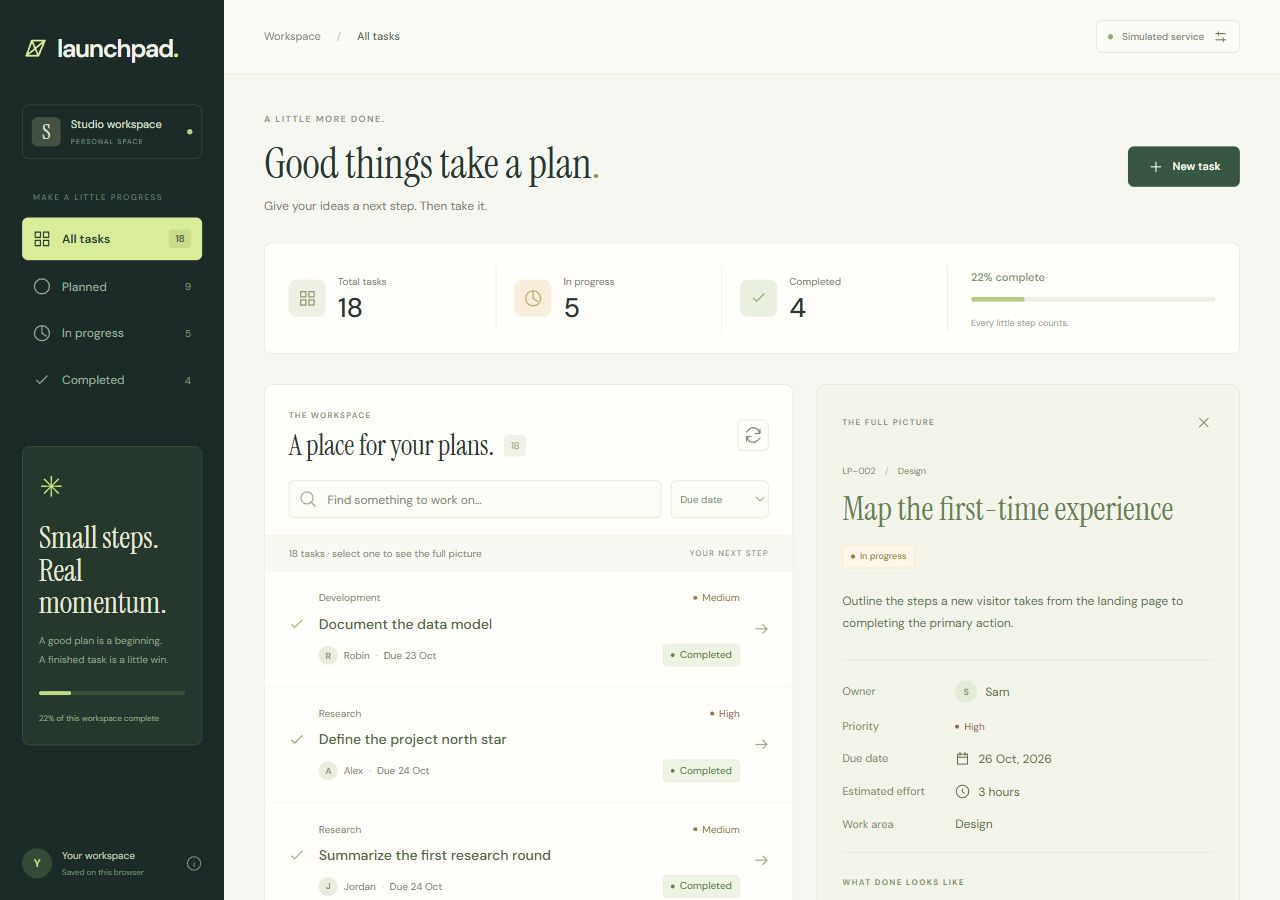 launchpad.
S
Studio workspace
PERSONAL SPACE
MAKE A LITTLE PROGRESS
All tasks 18
Planned 9
In progress 5
Completed 4
Small steps.
Real
momentum.
A good plan is a beginning.
A finished task is a little win.
22% of this workspace complete
Y
Your workspace
Saved on this browser
Workspace / All tasks
Simulated service
A LITTLE MORE DONE.
Good things take a plan.
Give your ideas a next step. Then take it.
New task
Total tasks
18
In progress
5
Completed
4
22% complete
Every little step counts.
THE WORKSPACE
A place for your plans. 18
Find something to work on...
Due date
18 tasks · select one to see the full picture
YOUR NEXT STEP
Development
Medium
Document the data model
R Robin · Due 23 Oct
Completed
Research
High
Define the project north star
A Alex · Due 24 Oct
Completed
Research
Medium
Summarize the first research round
J Jordan · Due 24 Oct
Completed
THE FULL PICTURE
LP-002 / Design
Map the first-time experience
In progress
Outline the steps a new visitor takes from the landing page to
completing the primary action.
Owner S Sam
Priority High
Due date 26 Oct, 2026
Estimated effort 3 hours
Work area Design
WHAT DONE LOOKS LIKE